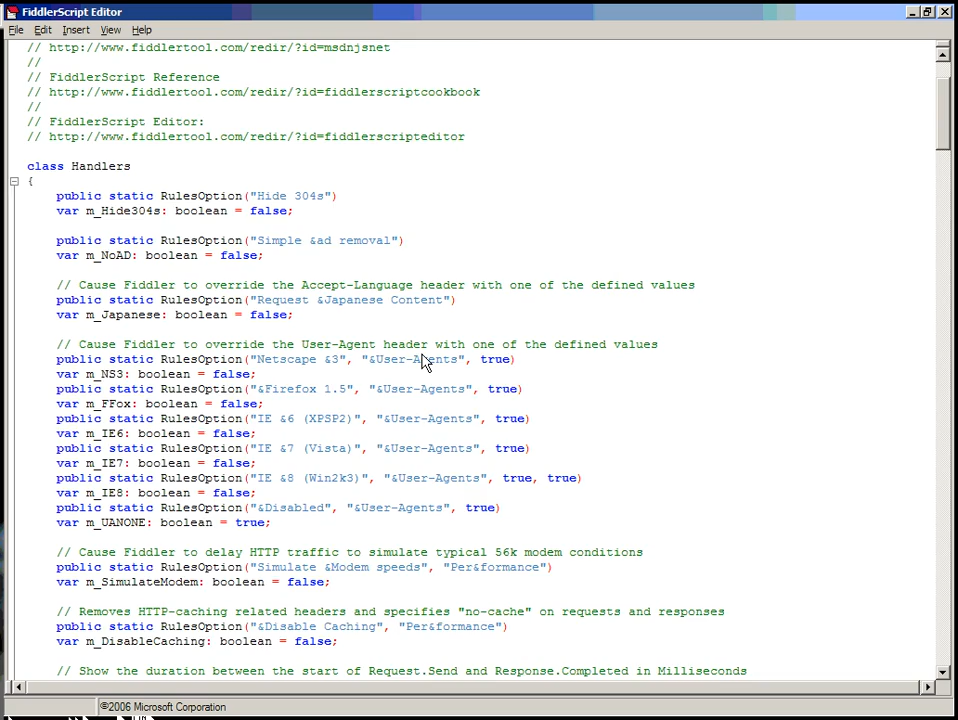 FiddlerScript Editor
File Edit Insert View Help
// http://www.fiddlertool.com/redir/?id=msdnjsnet
//
// FiddlerScript Reference
// http://www.fiddlertool.com/redir/?id=fiddlerscriptcookbook
//
// FiddlerScript Editor:
// http://www.fiddlertool.com/redir/?id=fiddlerscripteditor
class Handlers
{
public static RulesOption("Hide 304s")
var m_Hide304s: boolean = false;
public static RulesOption("Simple &ad removal")
var m_NoAD: boolean = false;
// Cause Fiddler to override the Accept-Language header with one of the defined values
public static RulesOption("Request &Japanese Content")
var m_Japanese: boolean = false;
// Cause Fiddler to override the User-Agent header with one of the defined values
public static RulesOption("Netscape &3", "&User-Agents", true)
var m_NS3: boolean = false;
public static RulesOption("&Firefox 1.5", "&User-Agents", true)
var m_FFox: boolean = false;
public static RulesOption("IE &6 (XPSP2)", "&User-Agents", true)
var m_IE6: boolean = false;
public static RulesOption("IE &7 (Vista)", "&User-Agents", true)
var m_IE7: boolean = false;
public static RulesOption("IE &8 (Win2k3)", "&User-Agents", true, true)
var m_IE8: boolean = false;
public static RulesOption("&Disabled", "&User-Agents", true)
var m_UANONE: boolean = true;
// Cause Fiddler to delay HTTP traffic to simulate typical 56k modem conditions
public static RulesOption("Simulate &Modem speeds", "Per&formance")
var m_SimulateModem: boolean = false;
// Removes HTTP-caching related headers and specifies "no-cache" on requests and responses
public static RulesOption("&Disable Caching", "Per&formance")
var m_DisableCaching: boolean = false;
// Show the duration between the start of Request.Send and Response.Completed in Milliseconds
©2006 Microsoft Corporation